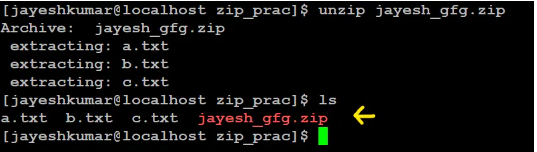 [jayeshkumar@localhost zip_prac]$ unzip jayesh_gfg.zip
Archive:  jayesh_gfg.zip
 extracting: a.txt
 extracting: b.txt
 extracting: c.txt
[jayeshkumar@localhost zip_prac]$ ls
a.txt  b.txt  c.txt  jayesh_gfg.zip
[jayeshkumar@localhost zip_prac]$